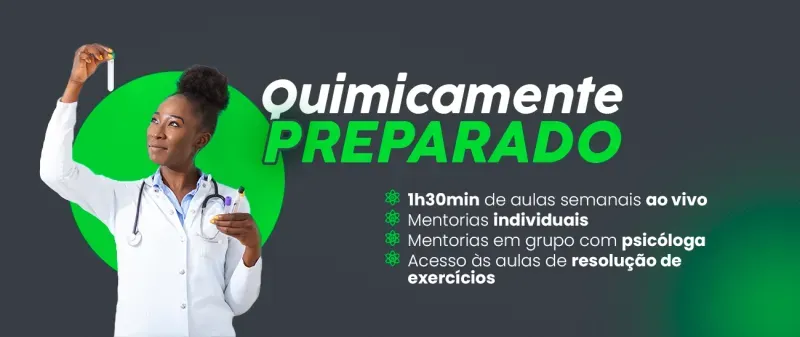 Quimicamente
PREPARADO
1h30min de aulas semanais ao vivo
Mentorias individuais
Mentorias em grupo com psicóloga
Acesso às aulas de resolução de
exercícios